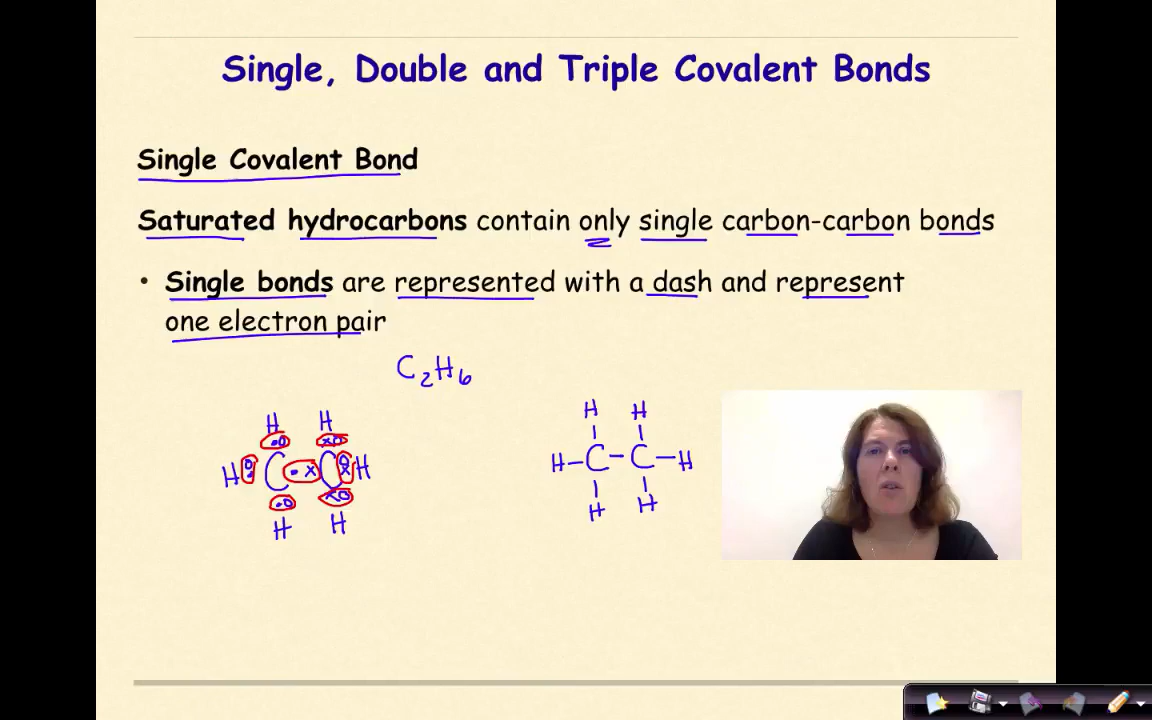 Single, Double and Triple Covalent Bonds
Single Covalent Bond
Saturated hydrocarbons contain only single carbon-carbon bonds
• Single bonds are represented with a dash and represent
one electron pair
C₂H₆
H H
H C C H
H H
H H
H–C–C–H
H H